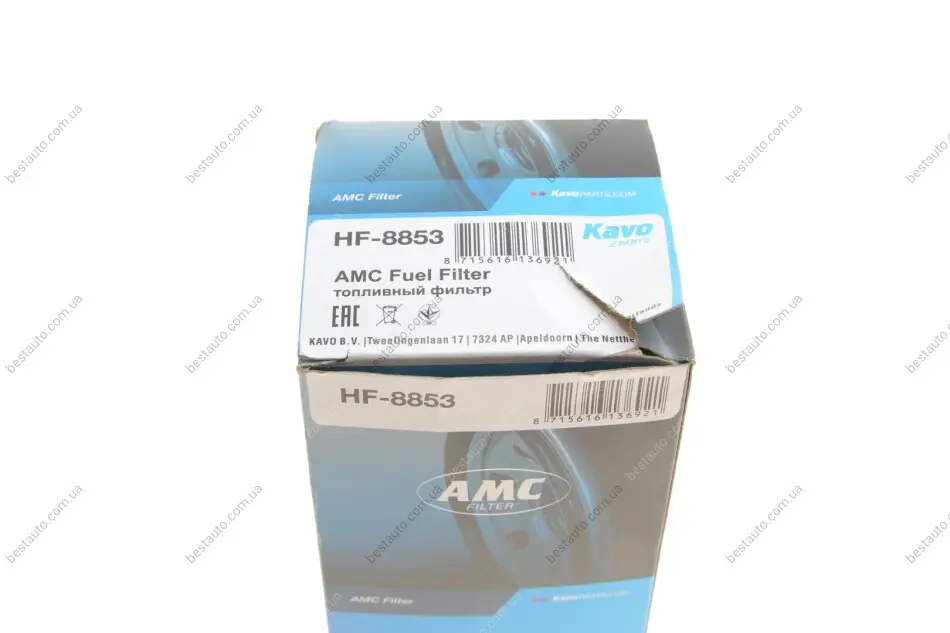 AMC Filter
KavoPARTS.COM
HF-8853
8 715616 136921
Kavo
PARTS
AMC Fuel Filter
топливный фильтр
EAC
KAVO B.V. |Tweelingenlaan 17 | 7324 AP |Apeldoorn | The Nethe
rlands
HF-8853
8 715616 136921
AMC
FILTER
AMC Filter
KavoPARTS.COM
bestauto.com.ua